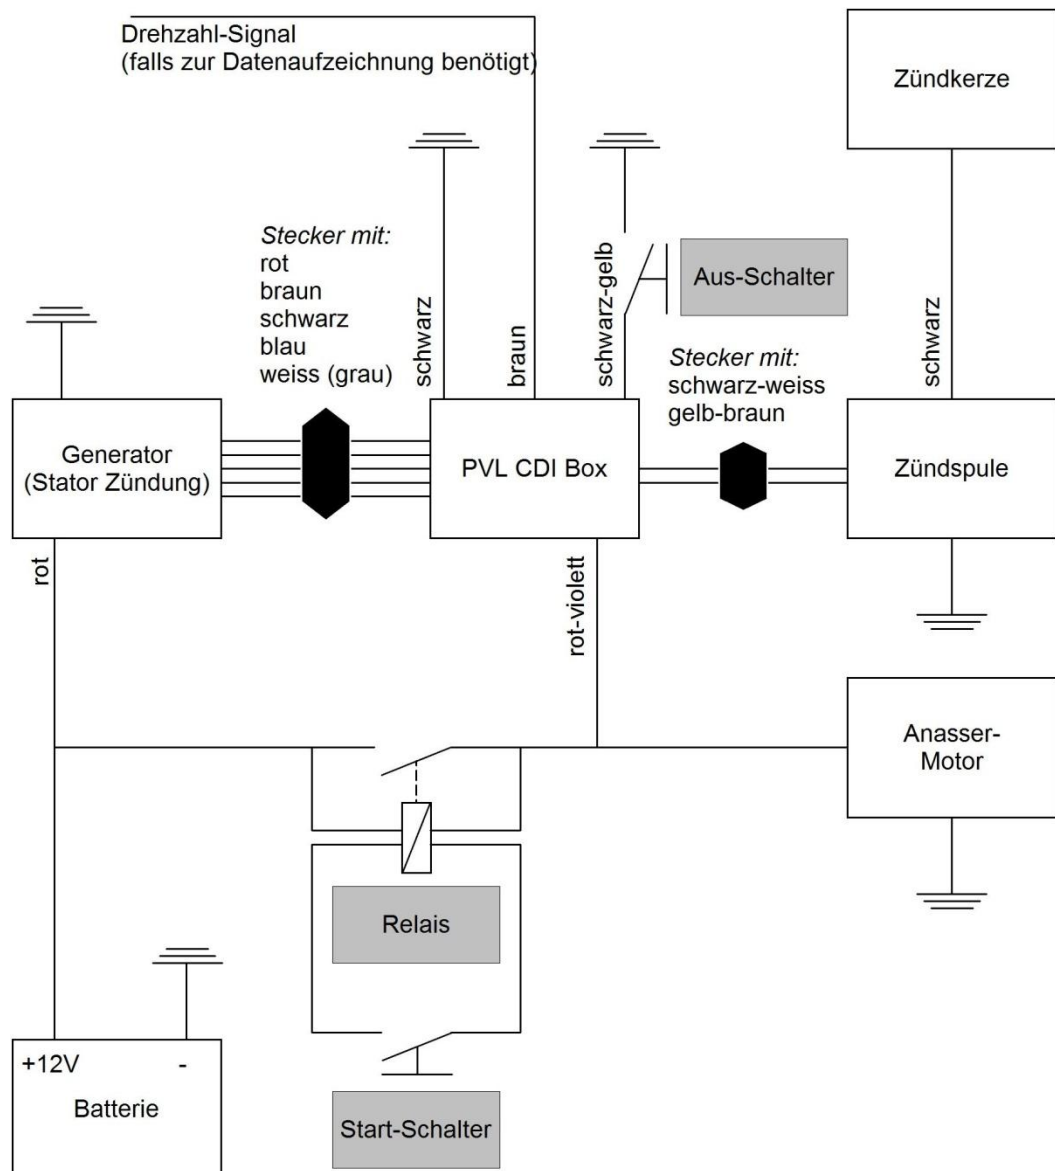 Drehzahl-Signal
(falls zur Datenaufzeichnung benötigt)
Zündkerze
Stecker mit:
rot
braun
schwarz
blau
weiss (grau)
schwarz
braun
schwarz-gelb
Aus-Schalter
Stecker mit:
schwarz-weiss
gelb-braun
schwarz
Generator
(Stator Zündung)
PVL CDI Box
Zündspule
rot
rot-violett
Anasser-
Motor
Relais
+12V
-
Batterie
Start-Schalter